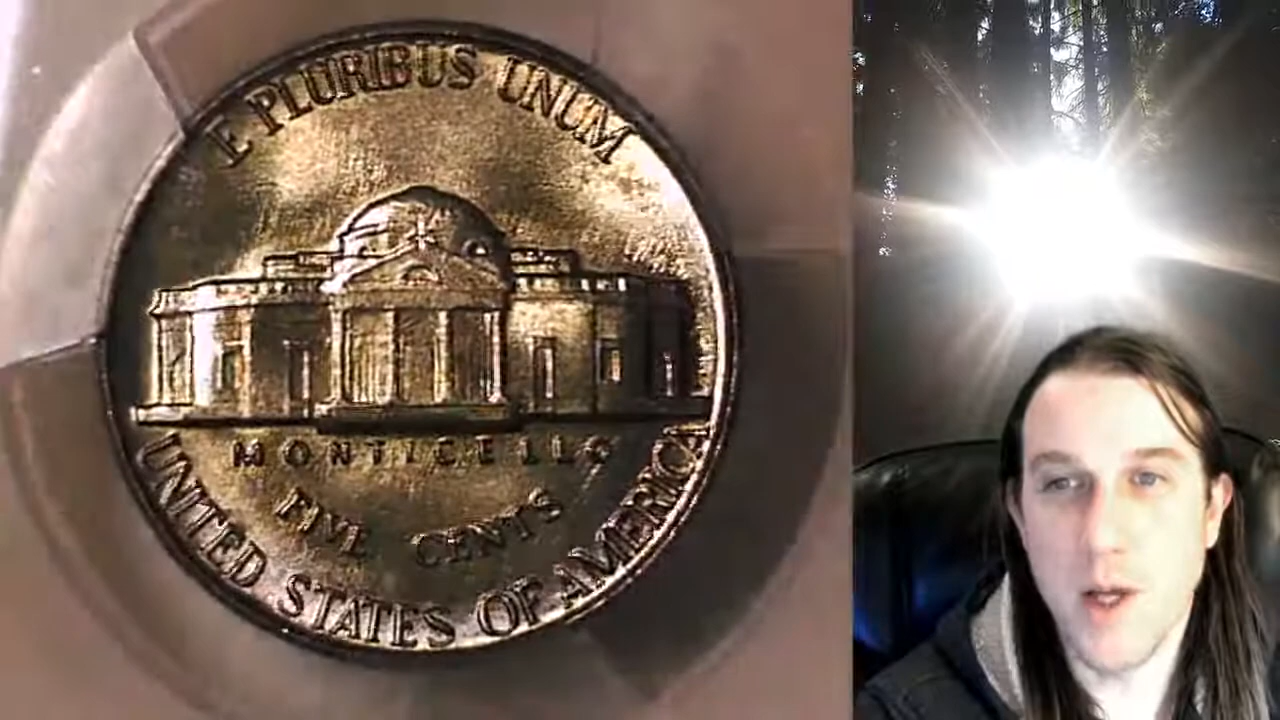 E PLURIBUS UNUM
MONTICELLO
FIVE CENTS
UNITED STATES OF AMERICA